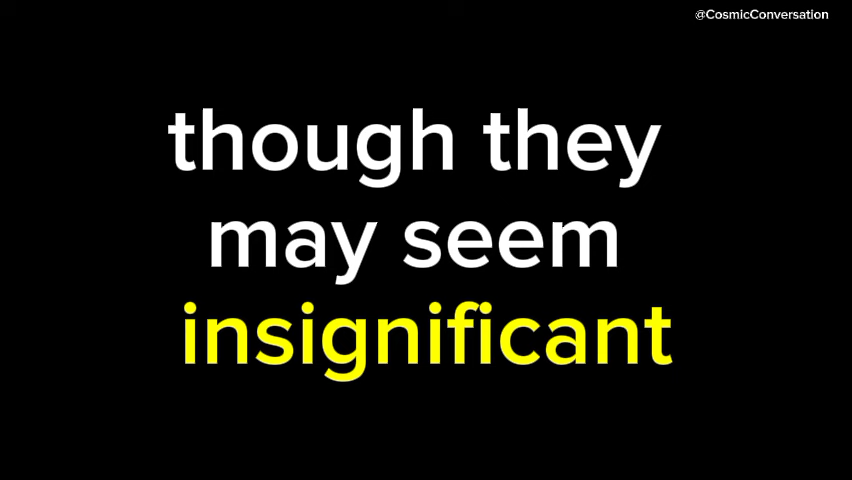 @CosmicConversation
though they
may seem
insignificant